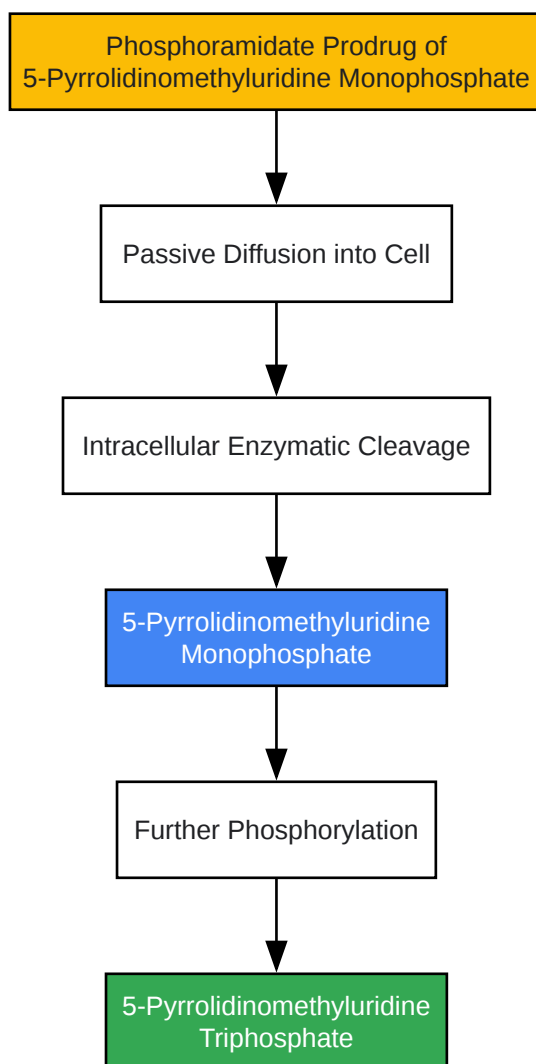 Phosphoramidate Prodrug of
5-Pyrrolidinomethyluridine Monophosphate
Passive Diffusion into Cell
Intracellular Enzymatic Cleavage
5-Pyrrolidinomethyluridine
Monophosphate
Further Phosphorylation
5-Pyrrolidinomethyluridine
Triphosphate